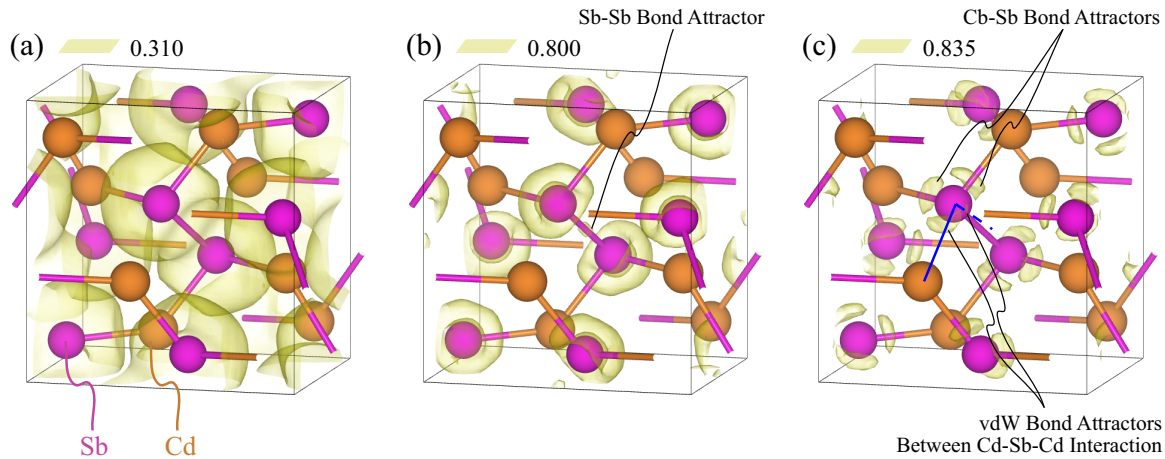 Sb-Sb Bond Attractor
Cb-Sb Bond Attractors
(a) 0.310
(b) 0.800
(c) 0.835
Sb
Cd
vdW Bond Attractors
Between Cd-Sb-Cd Interaction